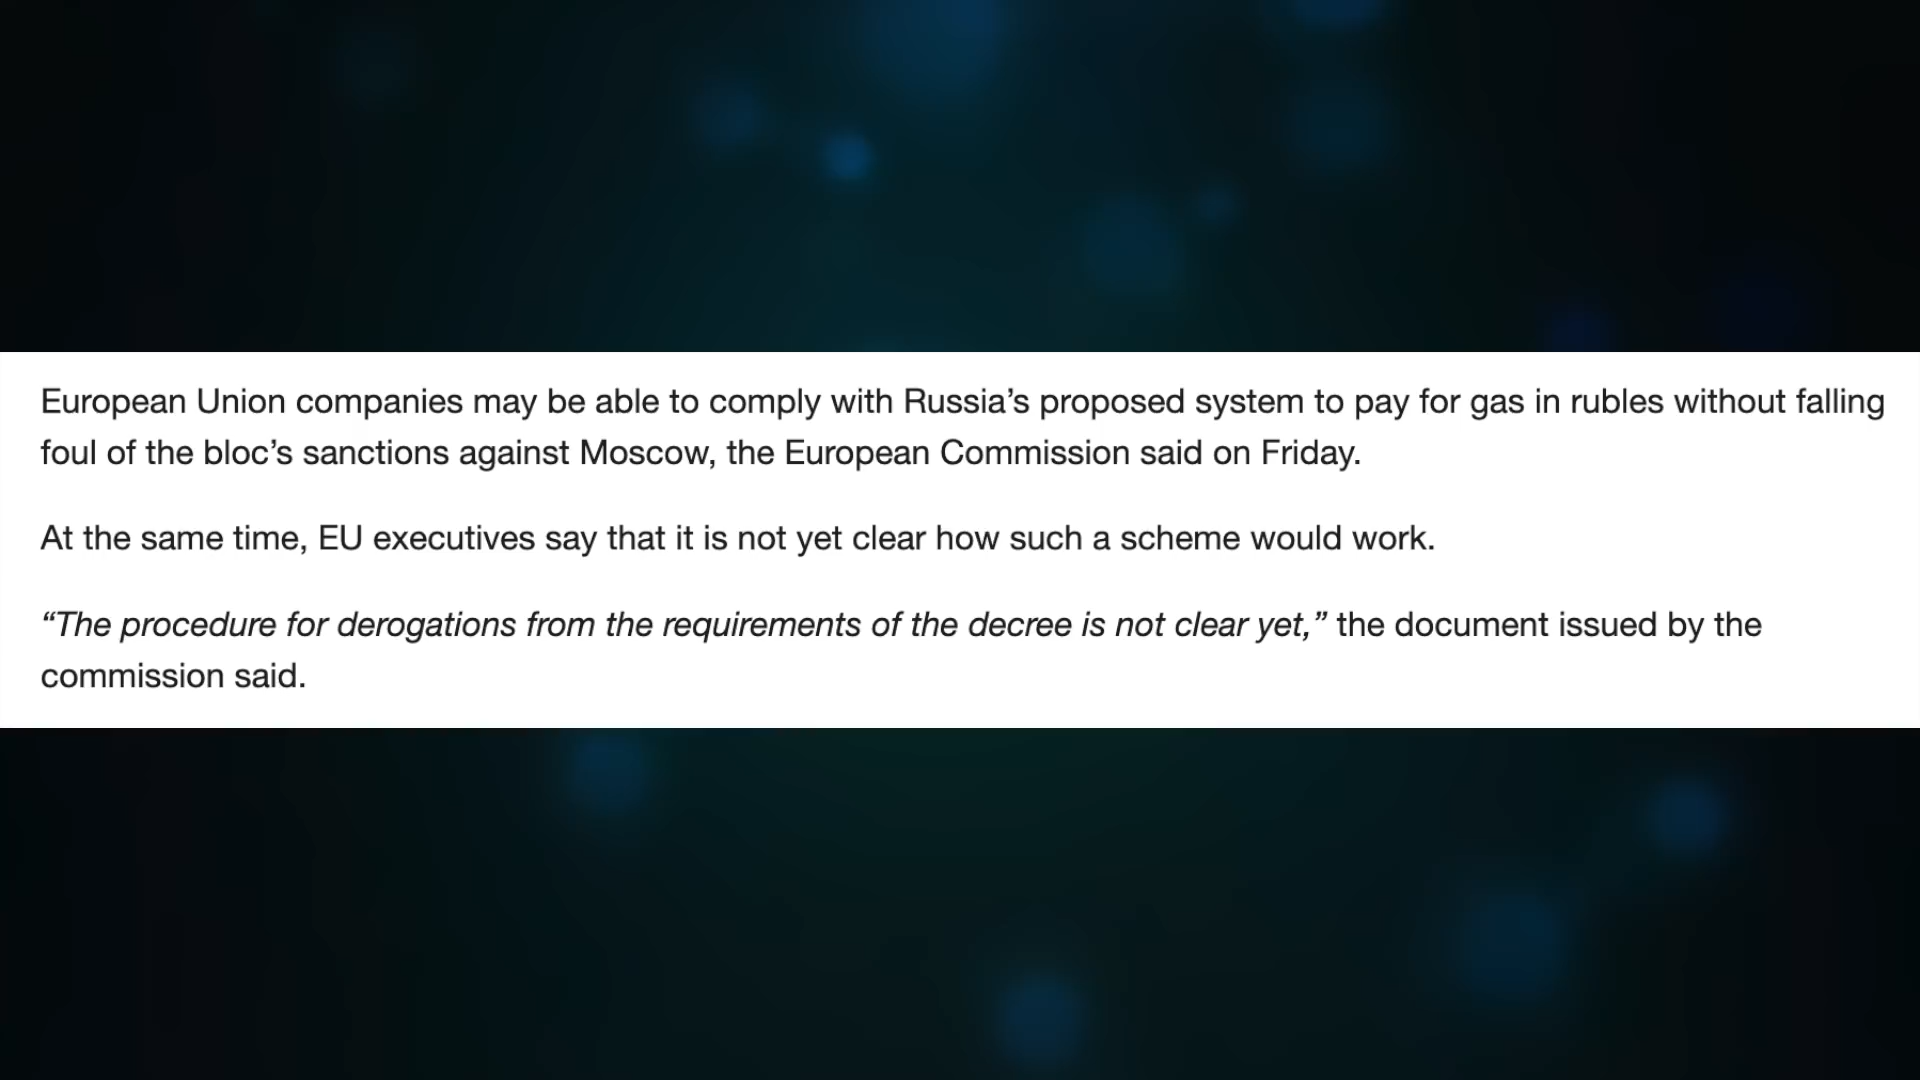 European Union companies may be able to comply with Russia’s proposed system to pay for gas in rubles without falling
foul of the bloc’s sanctions against Moscow, the European Commission said on Friday.
At the same time, EU executives say that it is not yet clear how such a scheme would work.
“The procedure for derogations from the requirements of the decree is not clear yet,” the document issued by the
commission said.